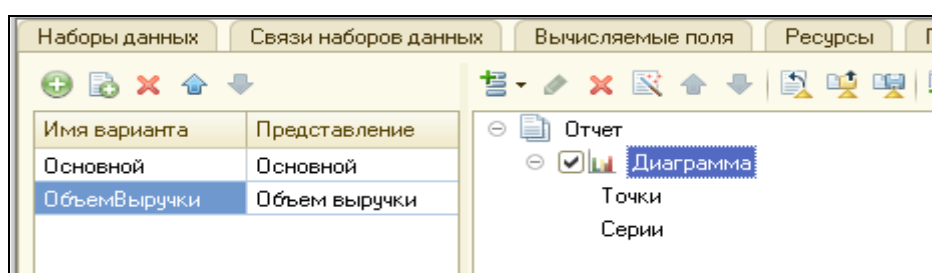 Наборы данных Связи наборов данных Вычисляемые поля Ресурсы
Имя варианта Представление
Основной Основной
ОбъемВыручки Объем выручки
Отчет
Диаграмма
Точки
Серии